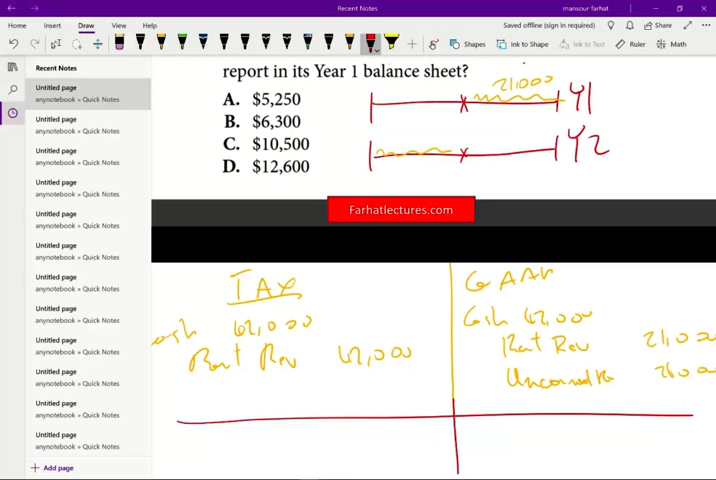 mansour farhat
Recent Notes
Home Insert Draw View Help
Saved offline (sign in required)
Share
Shapes Ink to Shape Ink to Text Ruler Math
Recent Notes
Untitled page
anynotebook » Quick Notes
Untitled page
anynotebook » Quick Notes
Untitled page
anynotebook » Quick Notes
Untitled page
anynotebook » Quick Notes
Untitled page
anynotebook » Quick Notes
Untitled page
anynotebook » Quick Notes
Untitled page
anynotebook » Quick Notes
Untitled page
anynotebook » Quick Notes
Untitled page
anynotebook » Quick Notes
Untitled page
anynotebook » Quick Notes
Untitled page
anynotebook » Quick Notes
Untitled page
anynotebook » Quick Notes
+ Add page
report in its Year 1 balance sheet?
A. $5,250
B. $6,300
C. $10,500
D. $12,600
21,000
Y1
Y2
Farhatlectures.com
TAX
42,000
Rent Rev 42,000
GAAP
Cash 42,000
Rent Rev